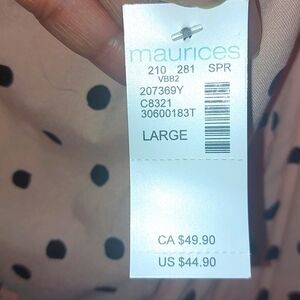 maurices
210 281 SPR
VBB2
207369Y
C8321
30600183T
LARGE
CA $49.90
US $44.90